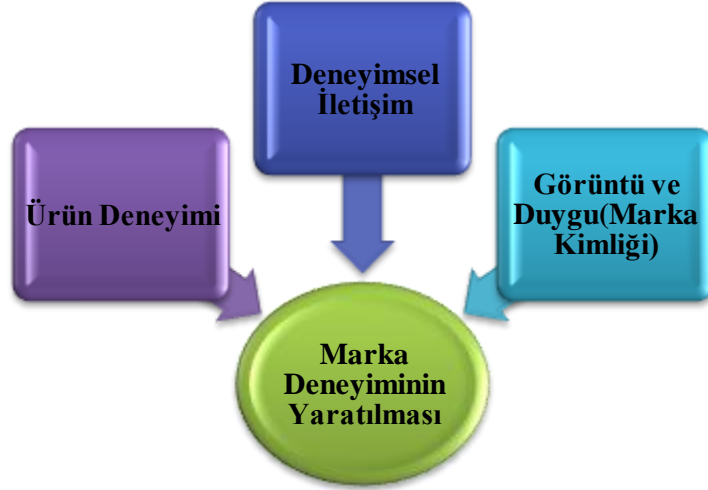 Ürün Deneyimi
Deneyimsel
İletişim
Görüntü ve
Duygu(Marka
Kimliği)
Marka
Deneyiminin
Yaratılması